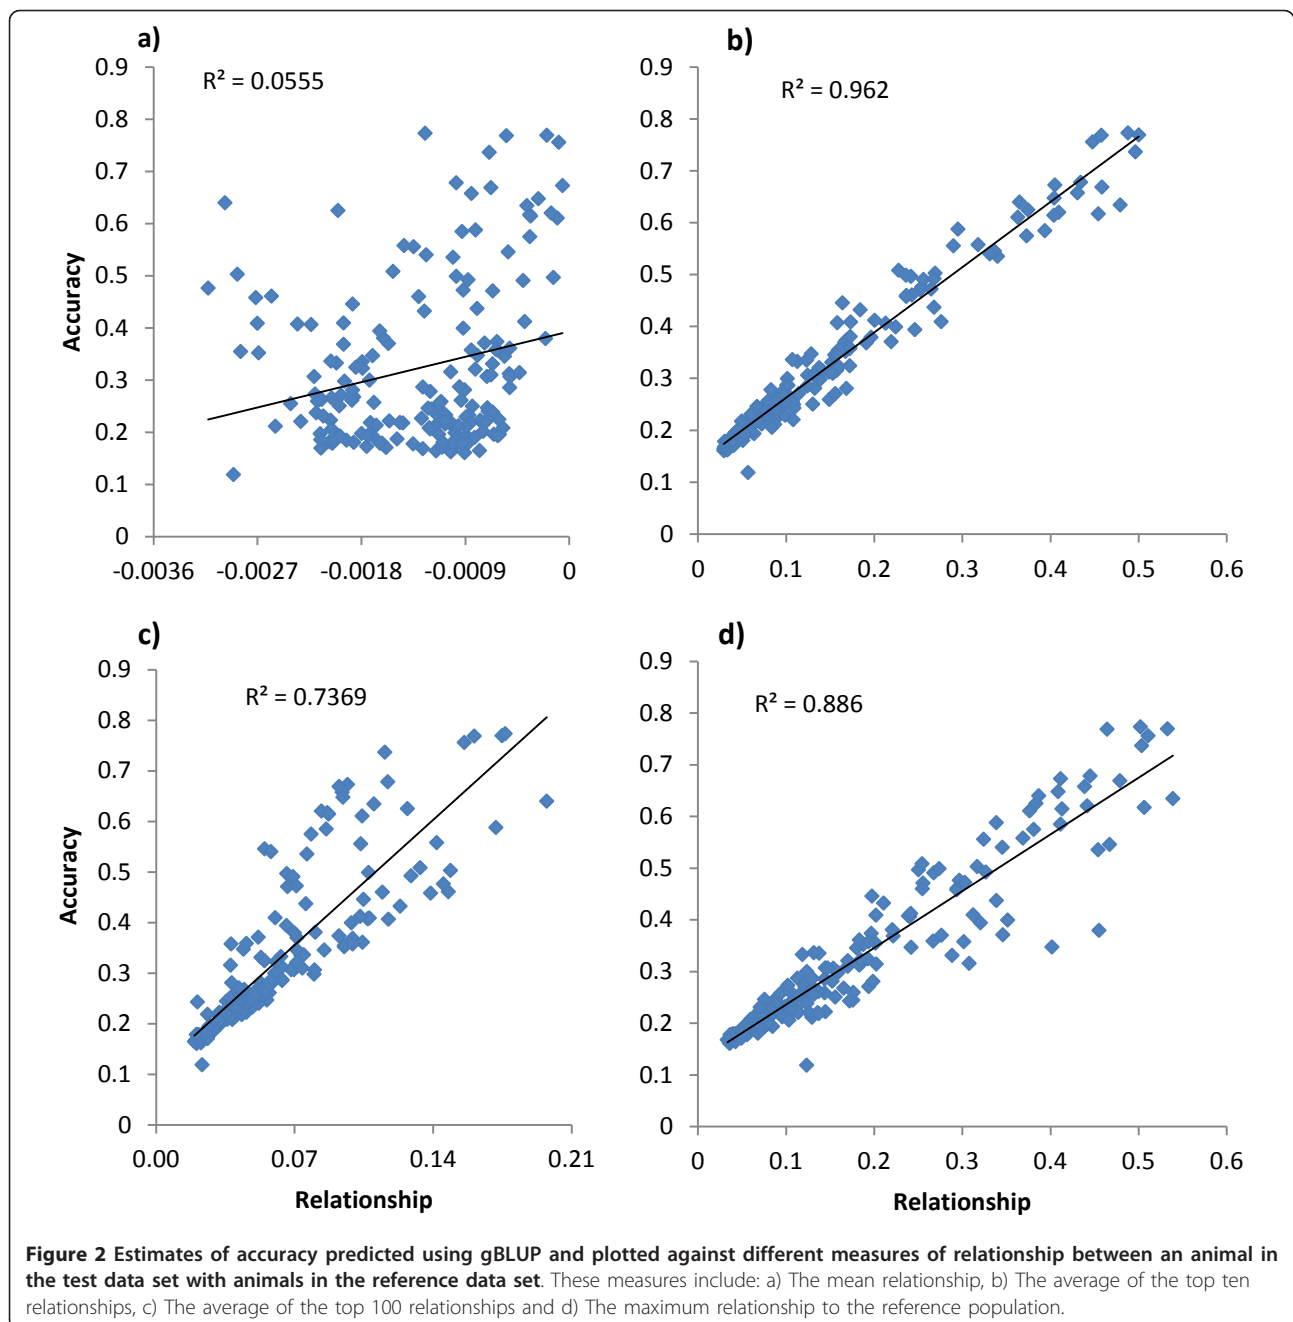 a)
R² = 0.0555
0.9
0.8
0.7
0.6
0.5
0.4
0.3
0.2
0.1
0
Accuracy
-0.0036 -0.0027 -0.0018 -0.0009 0
b)
R² = 0.962
0.9
0.8
0.7
0.6
0.5
0.4
0.3
0.2
0.1
0
0 0.1 0.2 0.3 0.4 0.5 0.6
c)
R² = 0.7369
0.9
0.8
0.7
0.6
0.5
0.4
0.3
0.2
0.1
0
Accuracy
0.00 0.07 0.14 0.21
Relationship
d)
R² = 0.886
0.9
0.8
0.7
0.6
0.5
0.4
0.3
0.2
0.1
0
0 0.1 0.2 0.3 0.4 0.5 0.6
Relationship
Figure 2 Estimates of accuracy predicted using gBLUP and plotted against different measures of relationship between an animal in
the test data set with animals in the reference data set. These measures include: a) The mean relationship, b) The average of the top ten
relationships, c) The average of the top 100 relationships and d) The maximum relationship to the reference population.